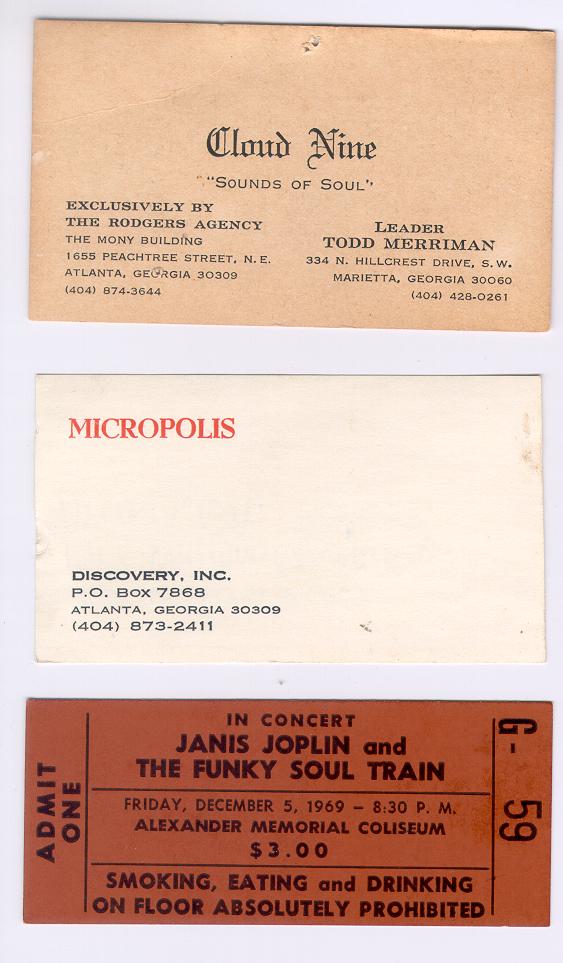 Cloud Nine
"SOUNDS OF SOUL"
EXCLUSIVELY BY
THE RODGERS AGENCY
THE MONY BUILDING
1655 PEACHTREE STREET, N.E.
ATLANTA, GEORGIA 30309
(404) 874-3644
LEADER
TODD MERRIMAN
334 N. HILLCREST DRIVE, S.W.
MARIETTA, GEORGIA 30060
(404) 428-0261
MICROPOLIS
DISCOVERY, INC.
P.O. BOX 7868
ATLANTA, GEORGIA 30309
(404) 873-2411
ADMIT
ONE
IN CONCERT
JANIS JOPLIN and
THE FUNKY SOUL TRAIN
FRIDAY, DECEMBER 5, 1969 – 8:30 P. M.
ALEXANDER MEMORIAL COLISEUM
$3.00
SMOKING, EATING and DRINKING
ON FLOOR ABSOLUTELY PROHIBITED
G- 59